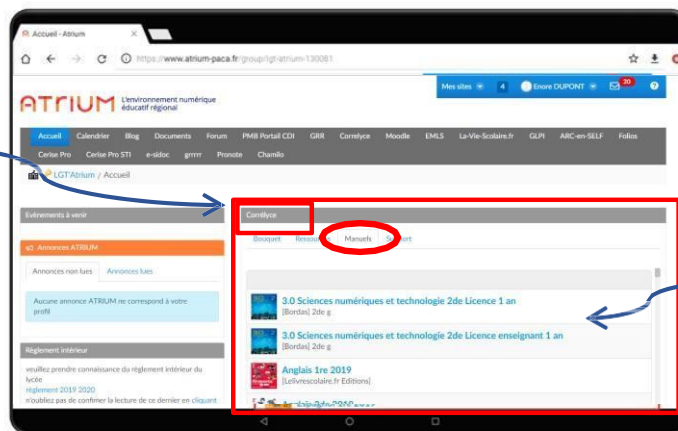 Accueil - Atrium
https://www.atrium-paca.fr/group/lgt-atrium-130081
Mes sites 4 Enore DUPONT 20
ATrIUM L'environnement numérique
éducatif régional
Accueil Calendrier Blog Documents Forum PMB Portail CDI GRR Correlyce Moodle EMLS La-Vie-Scolaire.fr GLPI ARC-en-SELF Folios
Cerise Pro Cerise Pro STI e-sidoc grrrr Pronote Chamilo
LGT'Atrium / Accueil
Evènements à venir
Annonces ATRIUM
Annonces non lues Annonces lues
Aucune annonce ATRIUM ne correspond à votre
profil
Règlement intérieur
veuillez prendre connaissance du règlement intérieur du
lycée
règlement 2019 2020
n'oubliez pas de confimer la lecture de ce dernier en cliquant
Bouquet Manuels
3.0 Sciences numériques et technologie 2de Licence 1 an
[Bordas] 2de g
3.0 Sciences numériques et technologie 2de Licence enseignant 1 an
[Bordas] 2de g
Anglais 1re 2019
[Lelivrescolaire.fr Editions]